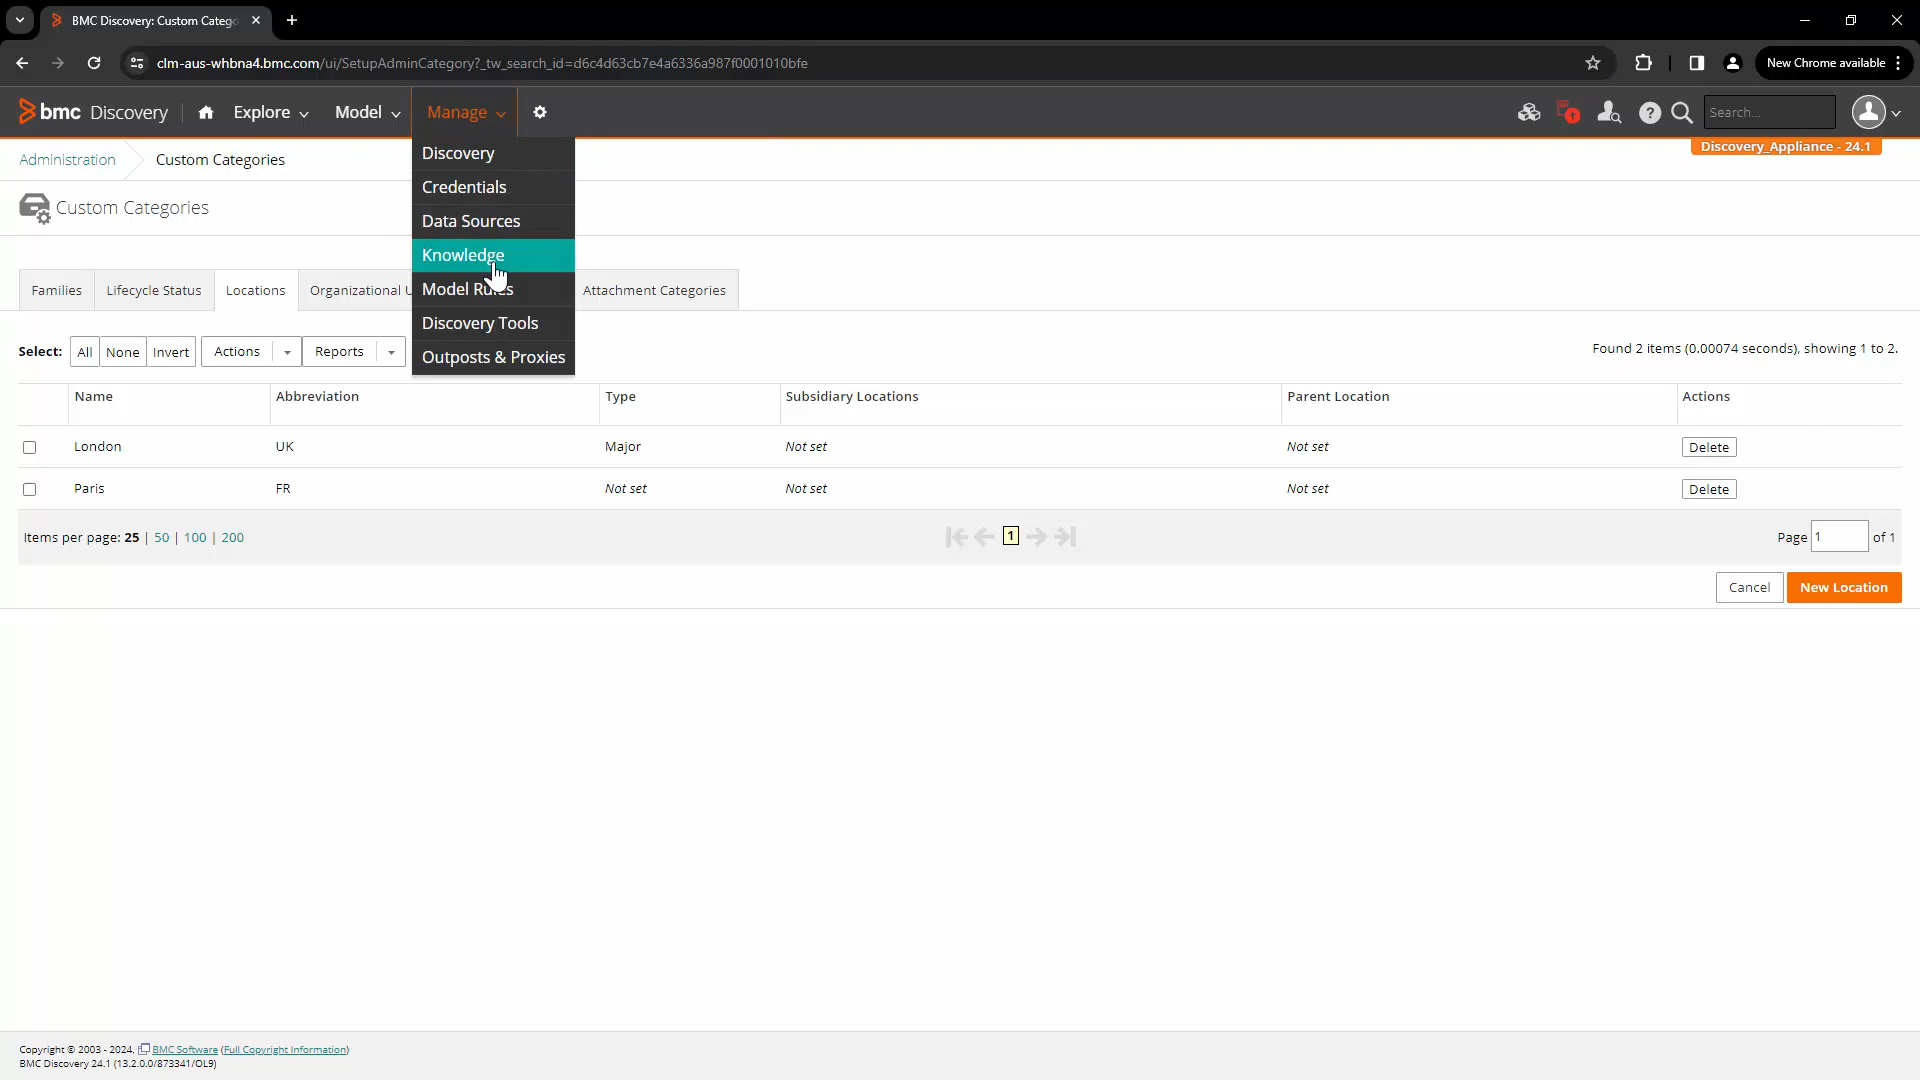 BMC Discovery: Custom Catego
clm-aus-whbna4.bmc.com/ui/SetupAdminCategory?_tw_search_id=d6c4d63cb7e4a6336a987f0001010bfe
New Chrome available
bmc Discovery
Explore
Model
Manage
Search...
Administration
Custom Categories
Discovery_Appliance - 24.1
Discovery
Credentials
Data Sources
Knowledge
Model Rules
Discovery Tools
Outposts & Proxies
Custom Categories
Families
Lifecycle Status
Locations
Organizational U
Attachment Categories
Select: All None Invert Actions Reports
Found 2 items (0.00074 seconds), showing 1 to 2.
Name Abbreviation Type Subsidiary Locations Parent Location Actions
London UK Major Not set Not set Delete
Paris FR Not set Not set Not set Delete
Items per page: 25 | 50 | 100 | 200
1
Page 1 of 1
Cancel
New Location
Copyright © 2003 - 2024, BMC Software (Full Copyright Information)
BMC Discovery 24.1 (13.2.0.0/873341/OL9)